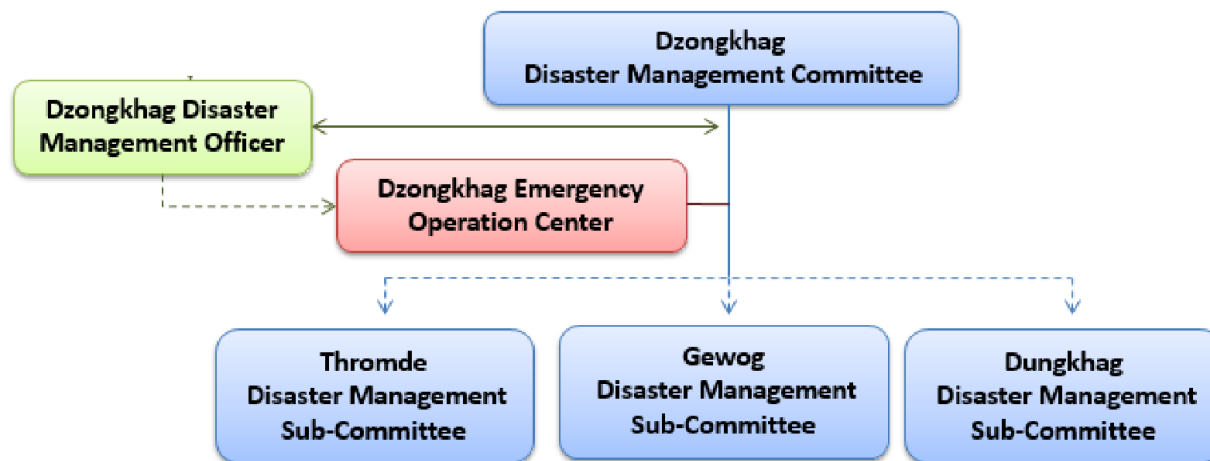 Dzongkhag
Disaster Management Committee
Dzongkhag Disaster
Management Officer
Dzongkhag Emergency
Operation Center
Thromde
Disaster Management
Sub-Committee
Gewog
Disaster Management
Sub-Committee
Dungkhag
Disaster Management
Sub-Committee